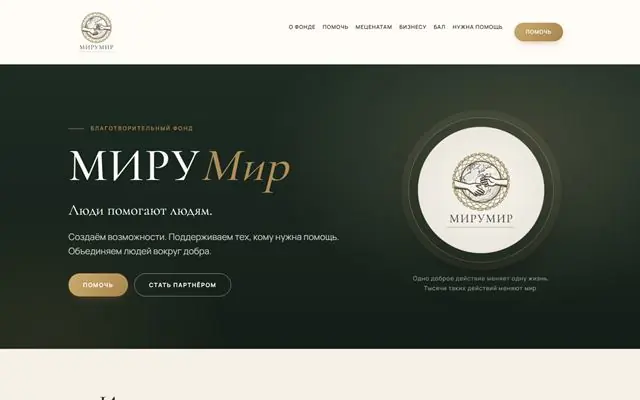 МИРУМИР
О ФОНДЕ ПОМОЧЬ МЕЦЕНАТАМ БИЗНЕСУ БАЛ НУЖНА ПОМОЩЬ ПОМОЧЬ
БЛАГОТВОРИТЕЛЬНЫЙ ФОНД
МИРУ Мир
Люди помогают людям.
Создаём возможности. Поддерживаем тех, кому нужна помощь.
Объединяем людей вокруг добра.
ПОМОЧЬ СТАТЬ ПАРТНЁРОМ
МИРУМИР
Одно доброе действие меняет одну жизнь.
Тысячи таких действий меняют мир